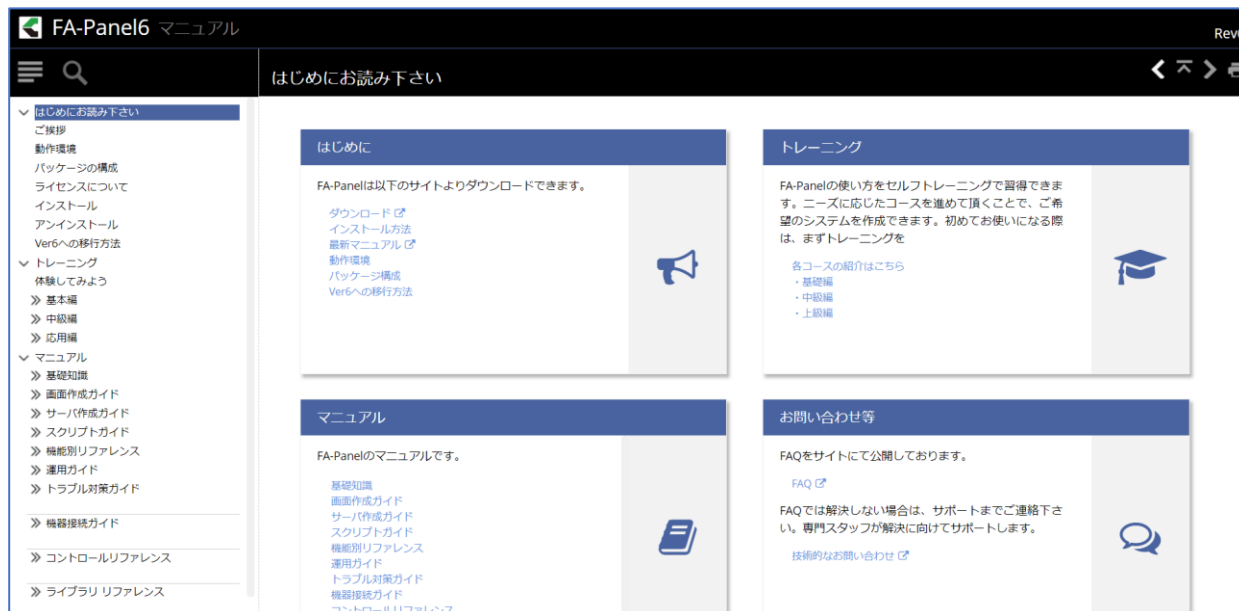 FA-Panel6 マニュアル
はじめにお読み下さい
はじめにお読み下さい
ご挨拶
動作環境
パッケージの構成
ライセンスについて
インストール
アンインストール
Ver6への移行方法
トレーニング
体験してみよう
基本編
中級編
応用編
マニュアル
基礎知識
画面作成ガイド
サーバ作成ガイド
スクリプトガイド
機能別リファレンス
運用ガイド
トラブル対策ガイド
機器接続ガイド
コントロールリファレンス
ライブラリ リファレンス
はじめに
FA-Panelは以下のサイトよりダウンロードできます。
ダウンロード
インストール方法
最新マニュアル
動作環境
パッケージ構成
Ver6への移行方法
トレーニング
FA-Panelの使い方をセルフトレーニングで習得できま
す。ニーズに応じたコースを進めて頂くことで、ご希
望のシステムを作成できます。初めてお使いになる際
は、まずトレーニングを
各コースの紹介はこちら
・基礎編
・中級編
・上級編
マニュアル
FA-Panelのマニュアルです。
基礎知識
画面作成ガイド
サーバ作成ガイド
スクリプトガイド
機能別リファレンス
運用ガイド
トラブル対策ガイド
機器接続ガイド
コントロールリファレンス
お問い合わせ等
FAQをサイトにて公開しております。
FAQ
FAQでは解決しない場合は、サポートまでご連絡下さ
い。専門スタッフが解決に向けてサポートします。
技術的なお問い合わせ